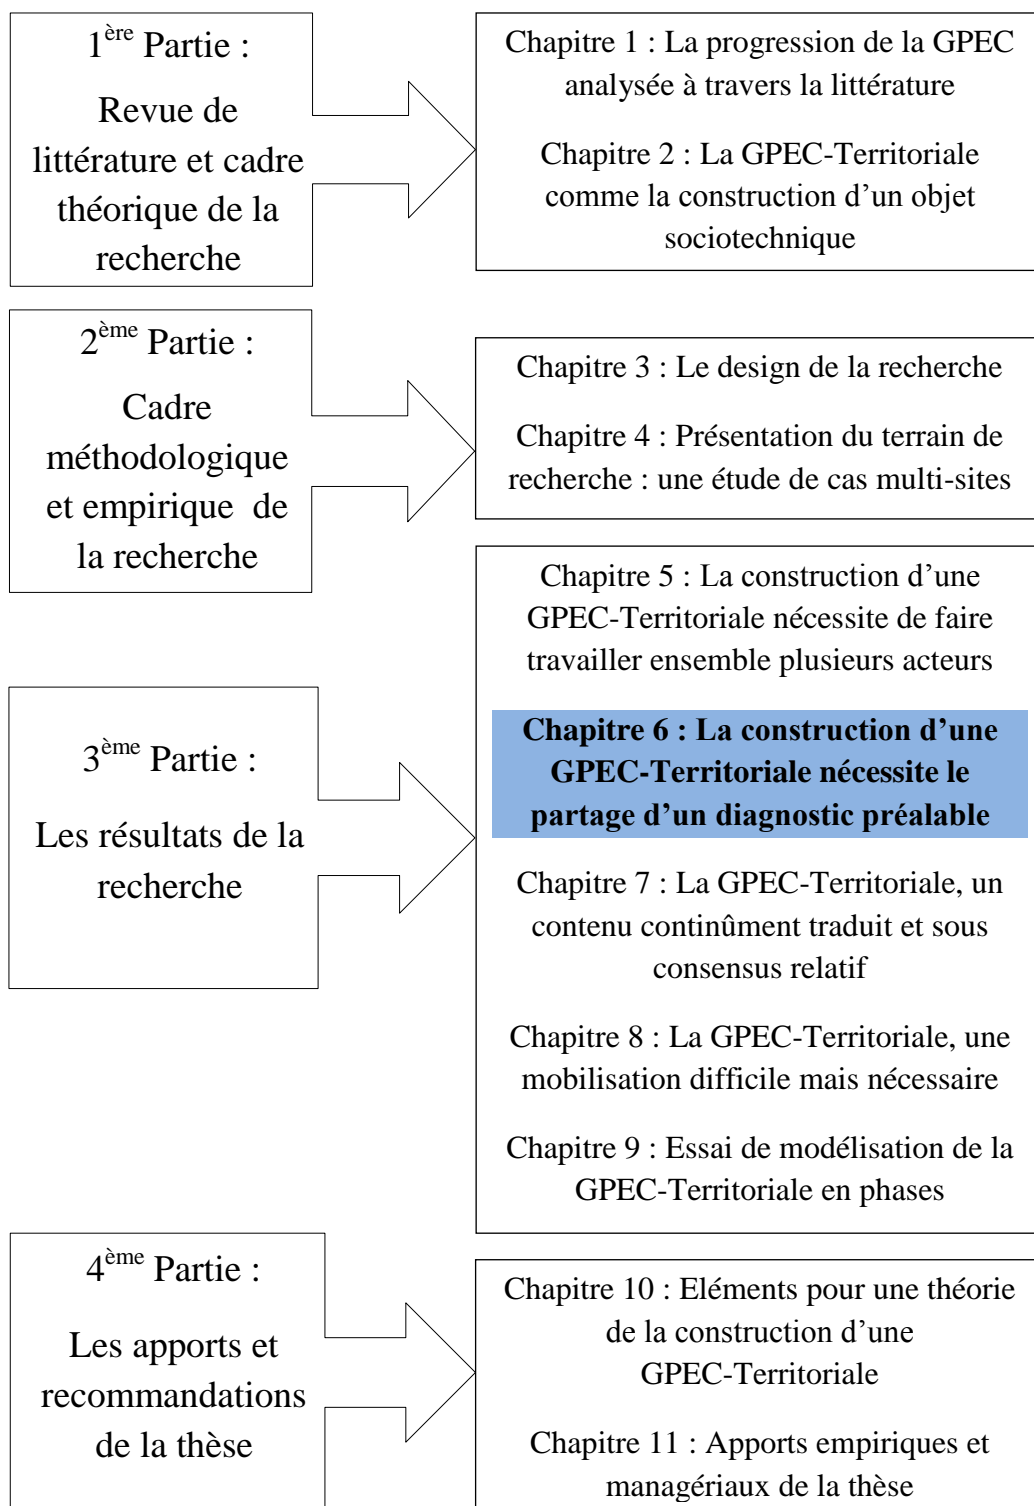 1ère Partie :
Revue de
littérature et cadre
théorique de la
recherche
Chapitre 1 : La progression de la GPEC
analysée à travers la littérature
Chapitre 2 : La GPEC-Territoriale
comme la construction d’un objet
sociotechnique
2ème Partie :
Cadre
méthodologique
et empirique de
la recherche
Chapitre 3 : Le design de la recherche
Chapitre 4 : Présentation du terrain de
recherche : une étude de cas multi-sites
3ème Partie :
Les résultats de la
recherche
Chapitre 5 : La construction d’une
GPEC-Territoriale nécessite de faire
travailler ensemble plusieurs acteurs
Chapitre 6 : La construction d’une
GPEC-Territoriale nécessite le
partage d’un diagnostic préalable
Chapitre 7 : La GPEC-Territoriale, un
contenu continûment traduit et sous
consensus relatif
Chapitre 8 : La GPEC-Territoriale, une
mobilisation difficile mais nécessaire
Chapitre 9 : Essai de modélisation de la
GPEC-Territoriale en phases
4ème Partie :
Les apports et
recommandations
de la thèse
Chapitre 10 : Eléments pour une théorie
de la construction d’une
GPEC-Territoriale
Chapitre 11 : Apports empiriques et
managériaux de la thèse